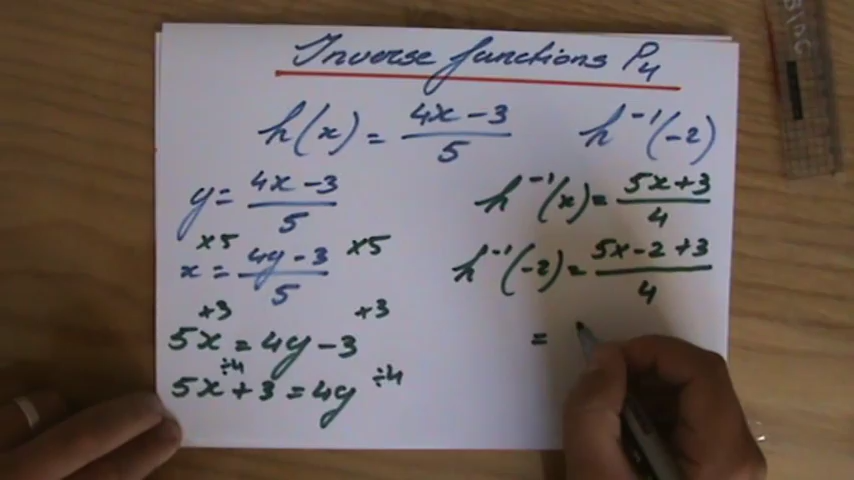 Inverse functions P4
h(x) = (4x - 3)/5    h⁻¹(-2)
y = (4x - 3)/5
×5    ×5
x = (4y - 3)/5
+3    +3
5x = 4y - 3
÷4    ÷4
5x + 3 = 4y
h⁻¹(x) = (5x + 3)/4
h⁻¹(-2) = (5x - 2 + 3)/4
=